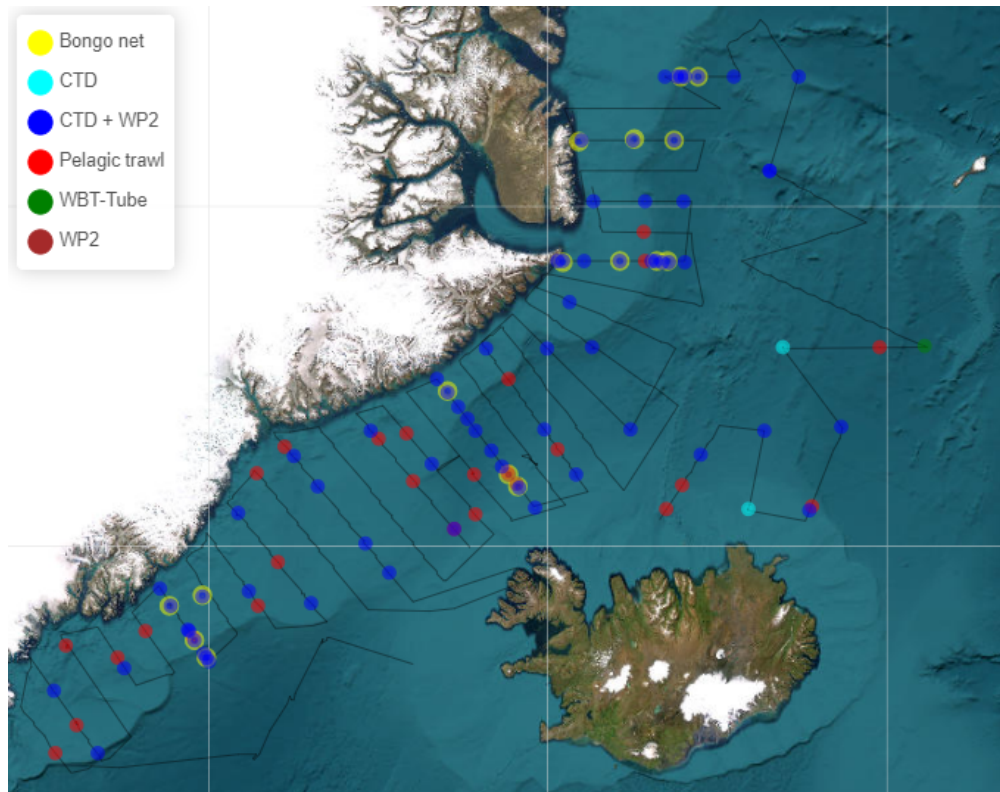 Bongo net
CTD
CTD + WP2
Pelagic trawl
WBT-Tube
WP2